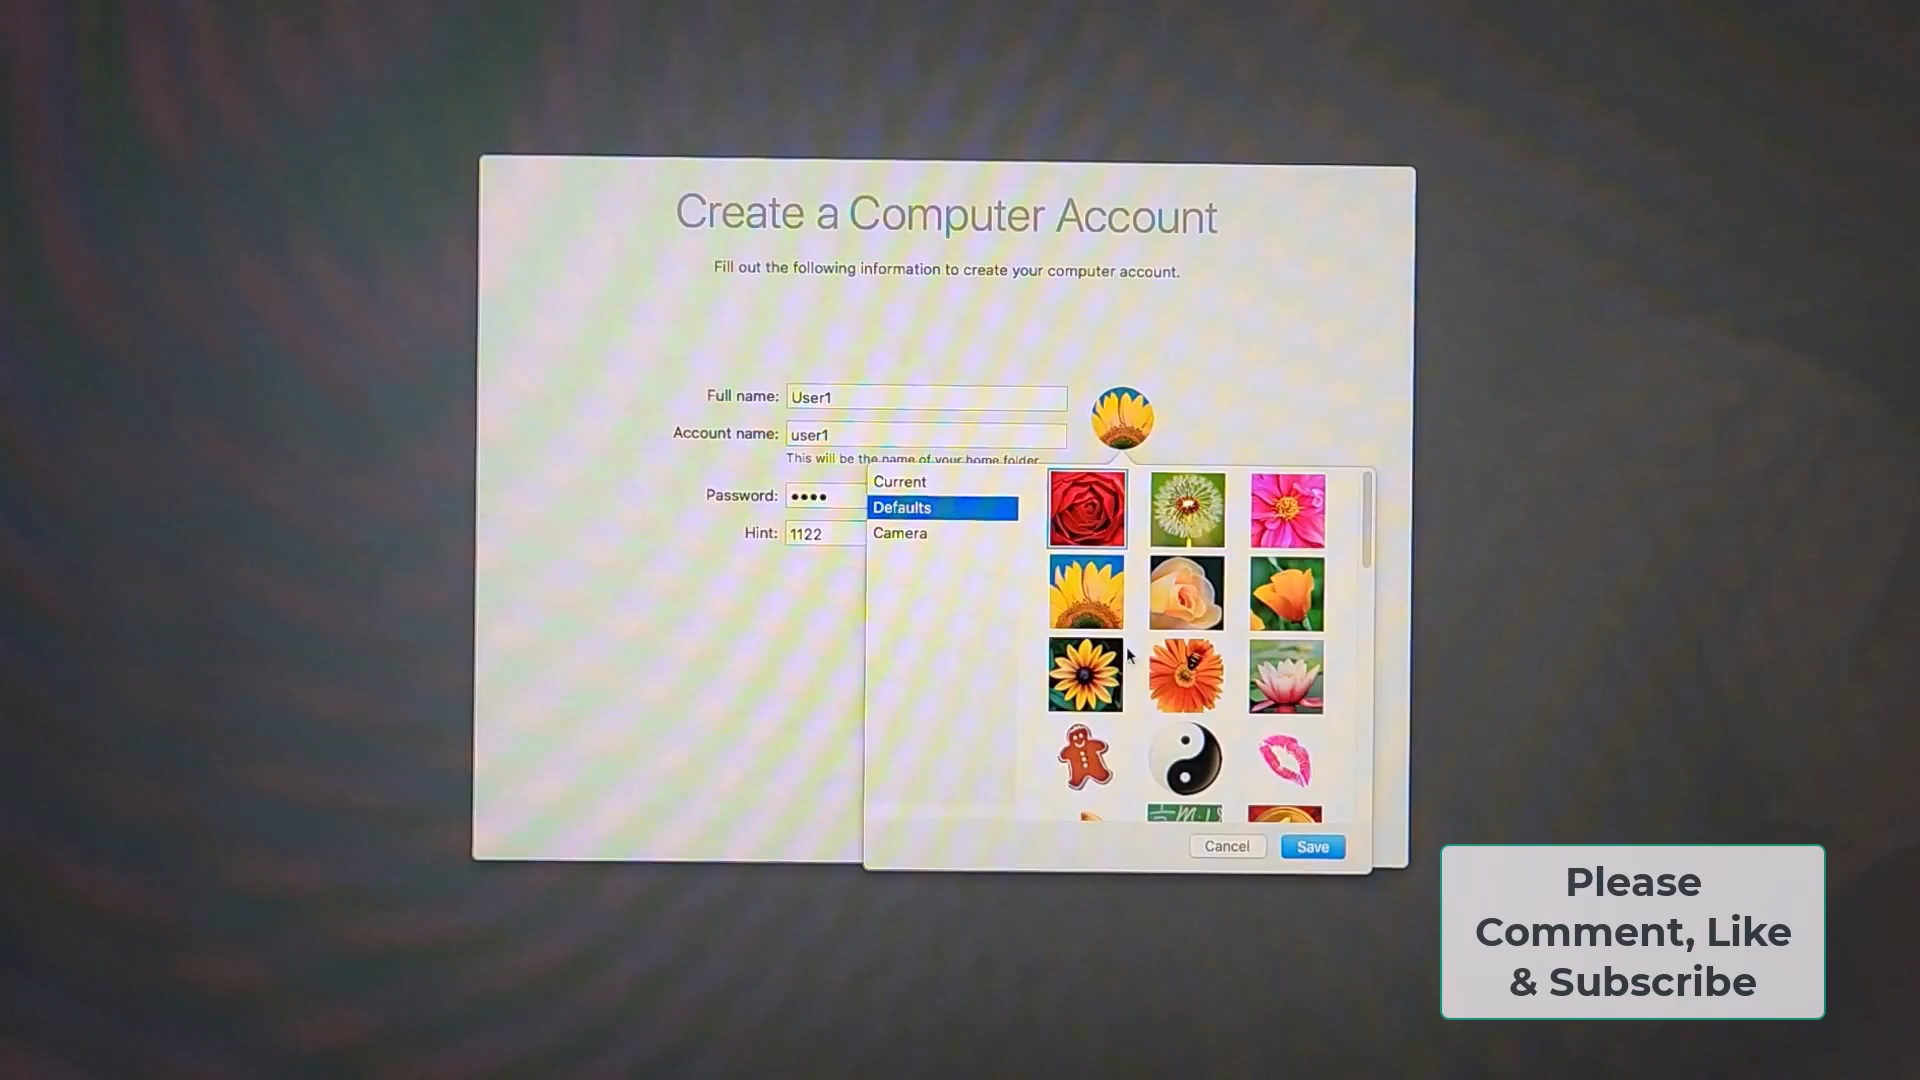 Create a Computer Account
Fill out the following information to create your computer account.
Full name: User1
Account name: user1
This will be the name of your home folder
Password: ••••
Hint: 1122
Current
Defaults
Camera
Cancel
Save
Please
Comment, Like
& Subscribe